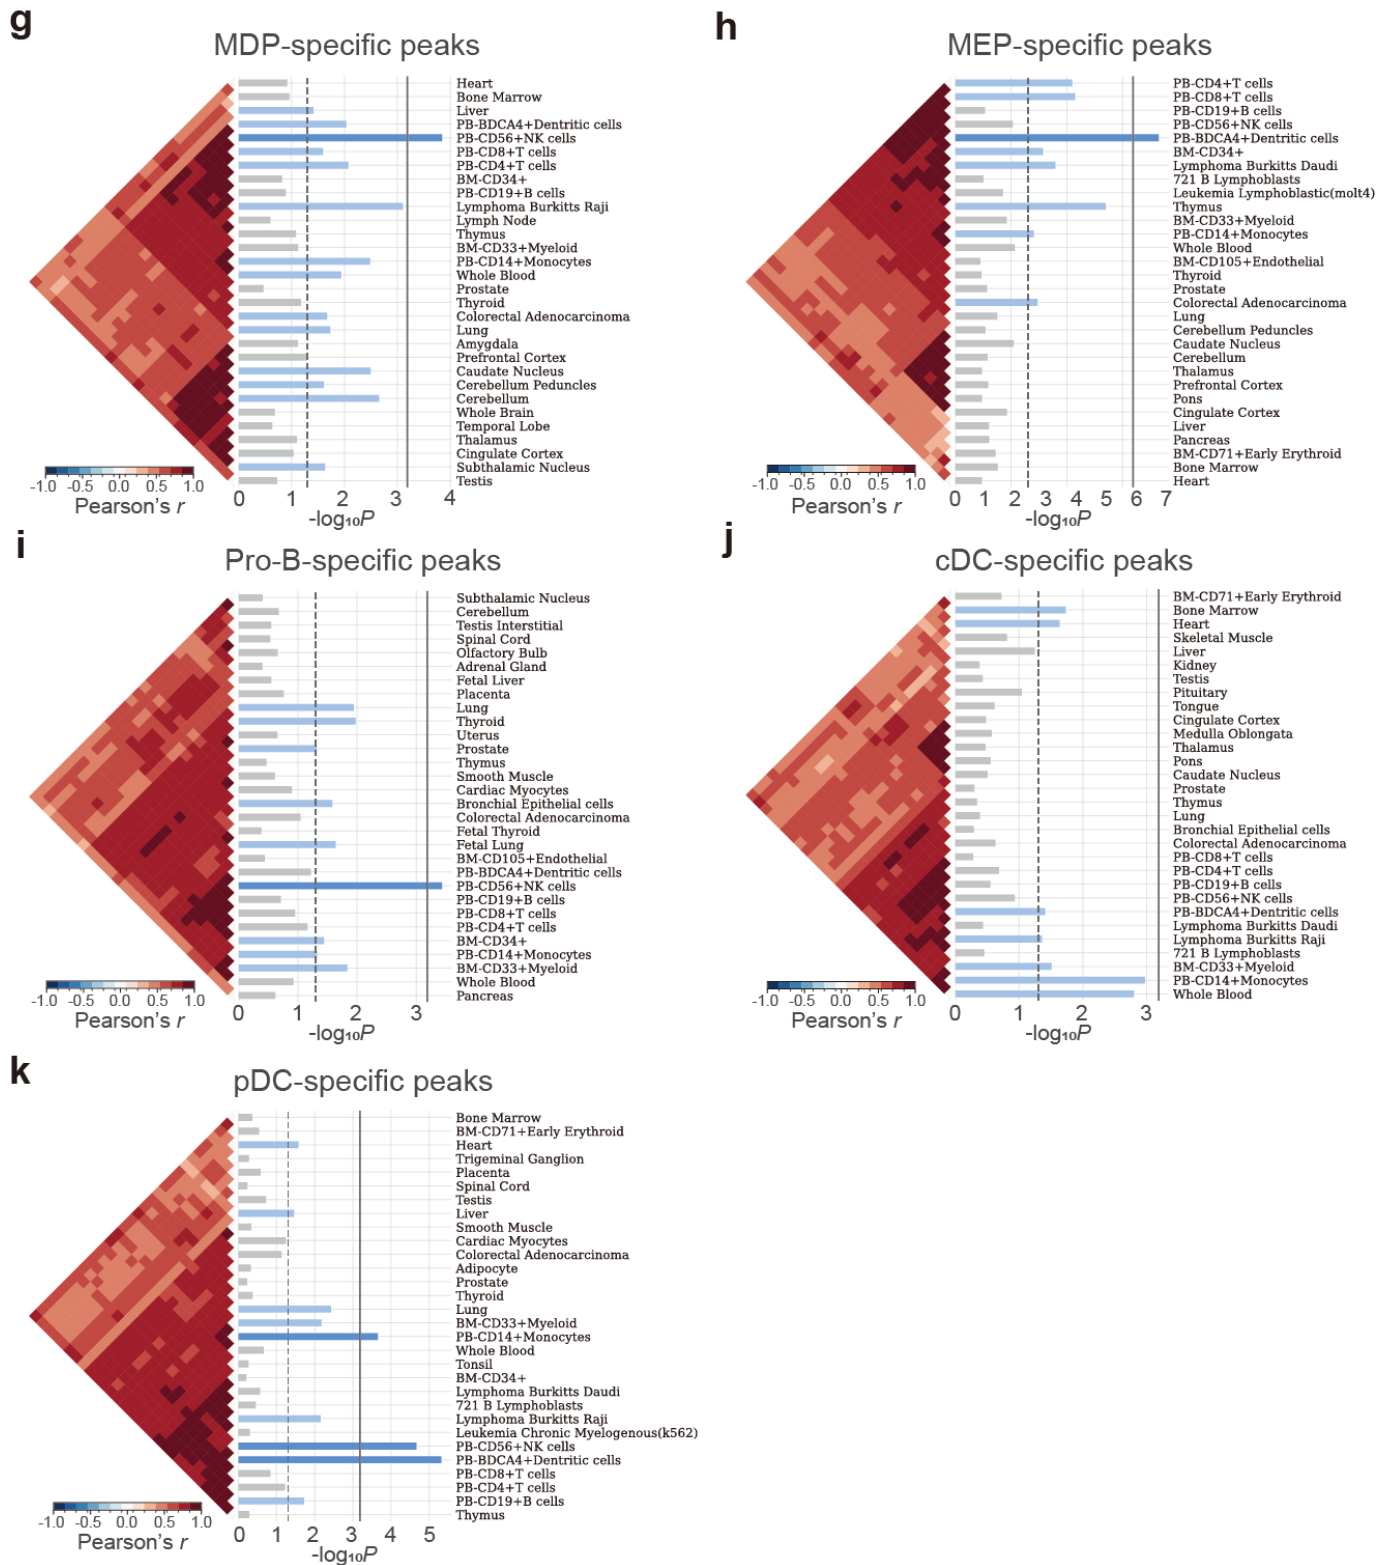 g
MDP-specific peaks
Heart
Bone Marrow
Liver
PB-BDCA4+Dentritic cells
PB-CD56+NK cells
PB-CD8+T cells
PB-CD4+T cells
BM-CD34+
PB-CD19+B cells
Lymphoma Burkitts Raji
Lymph Node
Thymus
BM-CD33+Myeloid
PB-CD14+Monocytes
Whole Blood
Prostate
Thyroid
Colorectal Adenocarcinoma
Lung
Amygdala
Prefrontal Cortex
Caudate Nucleus
Cerebellum Peduncles
Cerebellum
Whole Brain
Temporal Lobe
Thalamus
Cingulate Cortex
Subthalamic Nucleus
Testis
-1.0 -0.5 0.0 0.5 1.0
Pearson's r
0 1 2 3 4
-log₁₀P
h
MEP-specific peaks
PB-CD4+T cells
PB-CD8+T cells
PB-CD19+B cells
PB-CD56+NK cells
PB-BDCA4+Dentritic cells
BM-CD34+
Lymphoma Burkitts Daudi
721 B Lymphoblasts
Leukemia Lymphoblastic(molt4)
Thymus
BM-CD33+Myeloid
PB-CD14+Monocytes
Whole Blood
BM-CD105+Endothelial
Thyroid
Prostate
Colorectal Adenocarcinoma
Lung
Cerebellum Peduncles
Caudate Nucleus
Cerebellum
Thalamus
Prefrontal Cortex
Pons
Cingulate Cortex
Liver
Pancreas
BM-CD71+Early Erythroid
Bone Marrow
Heart
-1.0 -0.5 0.0 0.5 1.0
Pearson's r
0 1 2 3 4 5 6 7
-log₁₀P
i
Pro-B-specific peaks
Subthalamic Nucleus
Cerebellum
Testis Interstitial
Spinal Cord
Olfactory Bulb
Adrenal Gland
Fetal Liver
Placenta
Lung
Thyroid
Uterus
Prostate
Thymus
Smooth Muscle
Cardiac Myocytes
Bronchial Epithelial cells
Colorectal Adenocarcinoma
Fetal Thyroid
Fetal Lung
BM-CD105+Endothelial
PB-BDCA4+Dentritic cells
PB-CD56+NK cells
PB-CD19+B cells
PB-CD8+T cells
PB-CD4+T cells
BM-CD34+
PB-CD14+Monocytes
BM-CD33+Myeloid
Whole Blood
Pancreas
-1.0 -0.5 0.0 0.5 1.0
Pearson's r
0 1 2 3
-log₁₀P
j
cDC-specific peaks
BM-CD71+Early Erythroid
Bone Marrow
Heart
Skeletal Muscle
Liver
Kidney
Testis
Pituitary
Tongue
Cingulate Cortex
Medulla Oblongata
Thalamus
Pons
Caudate Nucleus
Prostate
Thymus
Lung
Bronchial Epithelial cells
Colorectal Adenocarcinoma
PB-CD8+T cells
PB-CD4+T cells
PB-CD19+B cells
PB-CD56+NK cells
PB-BDCA4+Dentritic cells
Lymphoma Burkitts Daudi
Lymphoma Burkitts Raji
721 B Lymphoblasts
BM-CD33+Myeloid
PB-CD14+Monocytes
Whole Blood
-1.0 -0.5 0.0 0.5 1.0
Pearson's r
0 1 2 3
-log₁₀P
k
pDC-specific peaks
Bone Marrow
BM-CD71+Early Erythroid
Heart
Trigeminal Ganglion
Placenta
Spinal Cord
Testis
Liver
Smooth Muscle
Cardiac Myocytes
Colorectal Adenocarcinoma
Adipocyte
Prostate
Thyroid
Lung
BM-CD33+Myeloid
PB-CD14+Monocytes
Whole Blood
Tonsil
BM-CD34+
Lymphoma Burkitts Daudi
721 B Lymphoblasts
Lymphoma Burkitts Raji
Leukemia Chronic Myelogenous(k562)
PB-CD56+NK cells
PB-BDCA4+Dentritic cells
PB-CD8+T cells
PB-CD4+T cells
PB-CD19+B cells
Thymus
-1.0 -0.5 0.0 0.5 1.0
Pearson's r
0 1 2 3 4 5
-log₁₀P